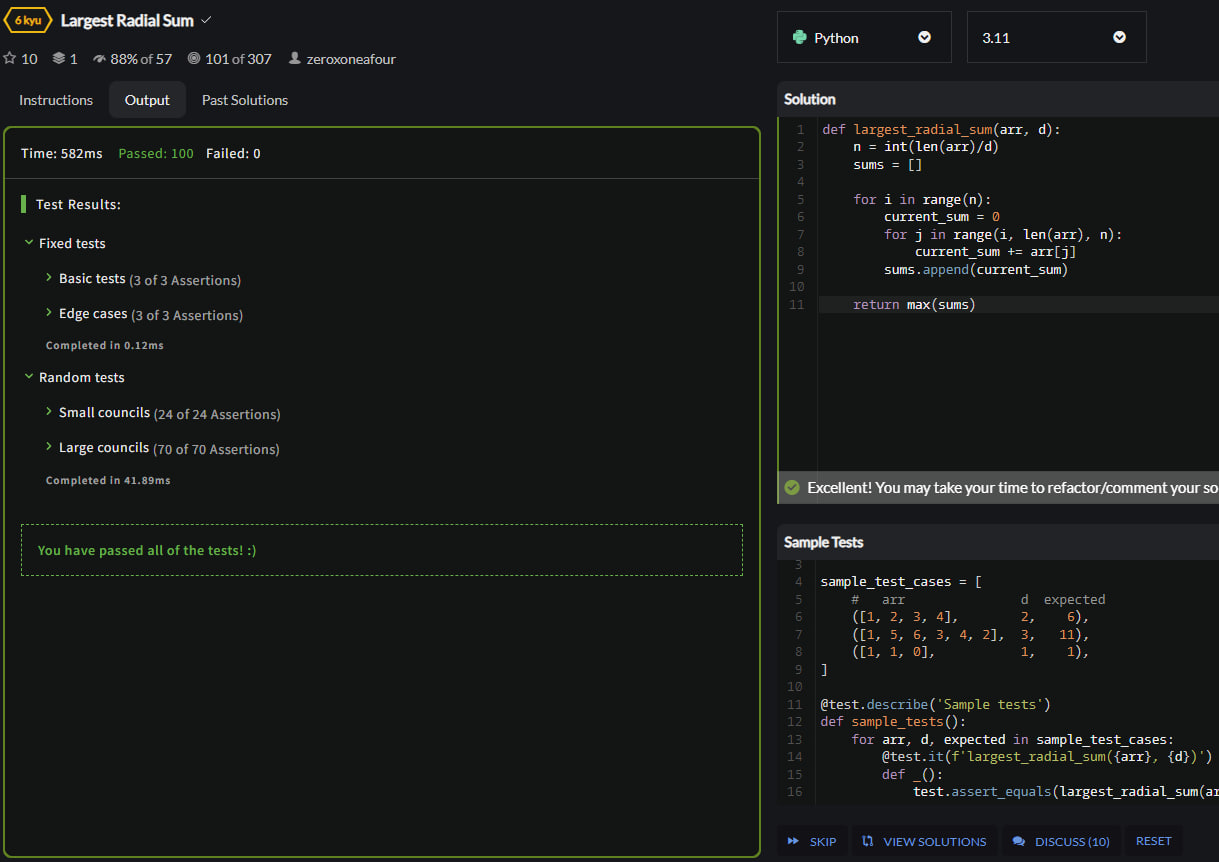 6 kyu Largest Radial Sum
10 1 88% of 57 101 of 307 zeroxoneafour
Instructions Output Past Solutions
Time: 582ms Passed: 100 Failed: 0
Test Results:
Fixed tests
Basic tests (3 of 3 Assertions)
Edge cases (3 of 3 Assertions)
Completed in 0.12ms
Random tests
Small councils (24 of 24 Assertions)
Large councils (70 of 70 Assertions)
Completed in 41.89ms
You have passed all of the tests! :)
Python 3.11
Solution
1 def largest_radial_sum(arr, d):
2     n = int(len(arr)/d)
3     sums = []
4
5     for i in range(n):
6         current_sum = 0
7         for j in range(i, len(arr), n):
8             current_sum += arr[j]
9         sums.append(current_sum)
10
11     return max(sums)
Excellent! You may take your time to refactor/comment your so
Sample Tests
3
4 sample_test_cases = [
5     #   arr                 d  expected
6     ([1, 2, 3, 4],        2,    6),
7     ([1, 5, 6, 3, 4, 2],  3,   11),
8     ([1, 1, 0],           1,    1),
9 ]
10
11 @test.describe('Sample tests')
12 def sample_tests():
13     for arr, d, expected in sample_test_cases:
14         @test.it(f'largest_radial_sum({arr}, {d})')
15         def _():
16             test.assert_equals(largest_radial_sum(ar
SKIP VIEW SOLUTIONS DISCUSS (10) RESET